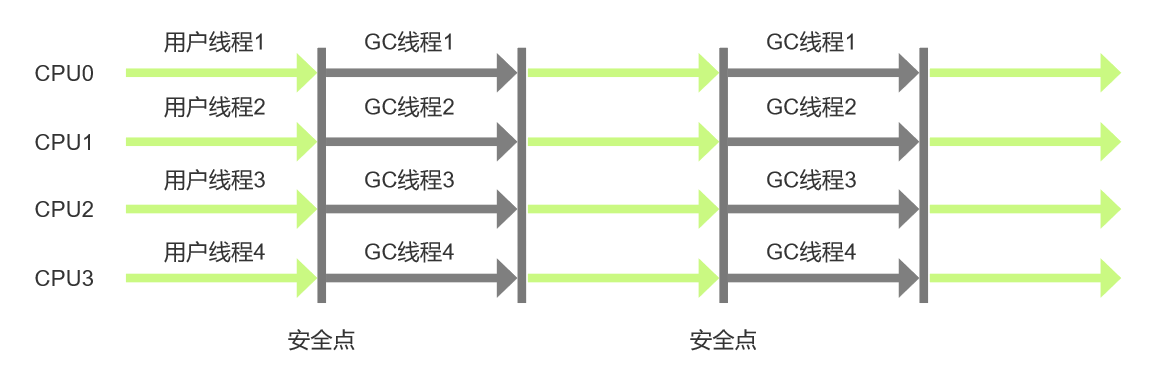 用户线程1 GC线程1 GC线程1
CPU0
用户线程2 GC线程2 GC线程2
CPU1
用户线程3 GC线程3 GC线程3
CPU2
用户线程4 GC线程4 GC线程4
CPU3
安全点 安全点